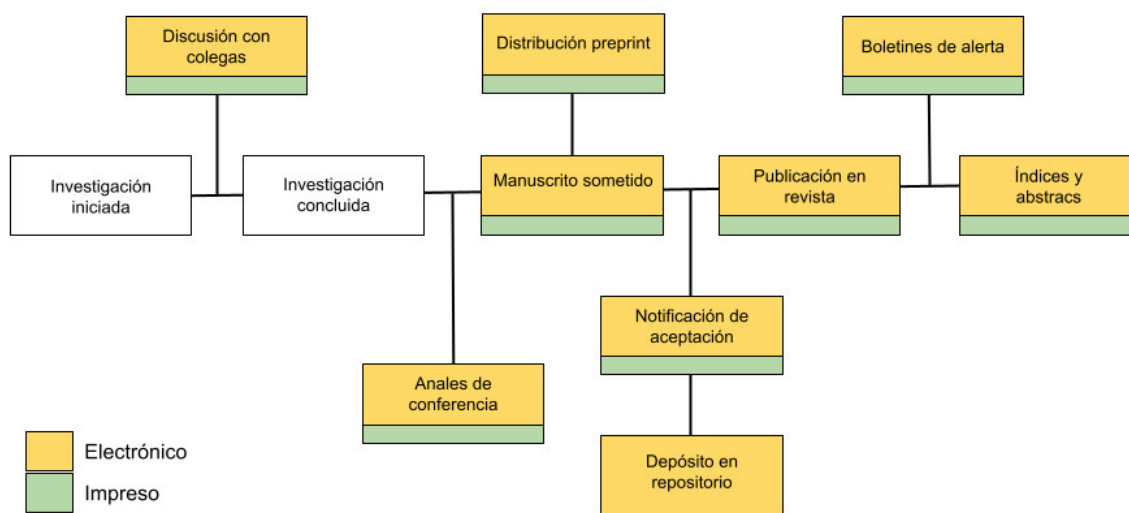 Discusión con
colegas
Distribución preprint
Boletines de alerta
Investigación
iniciada
Investigación
concluida
Manuscrito sometido
Publicación en
revista
Índices y
abstracs
Notificación de
aceptación
Anales de
conferencia
Depósito en
repositorio
Electrónico
Impreso